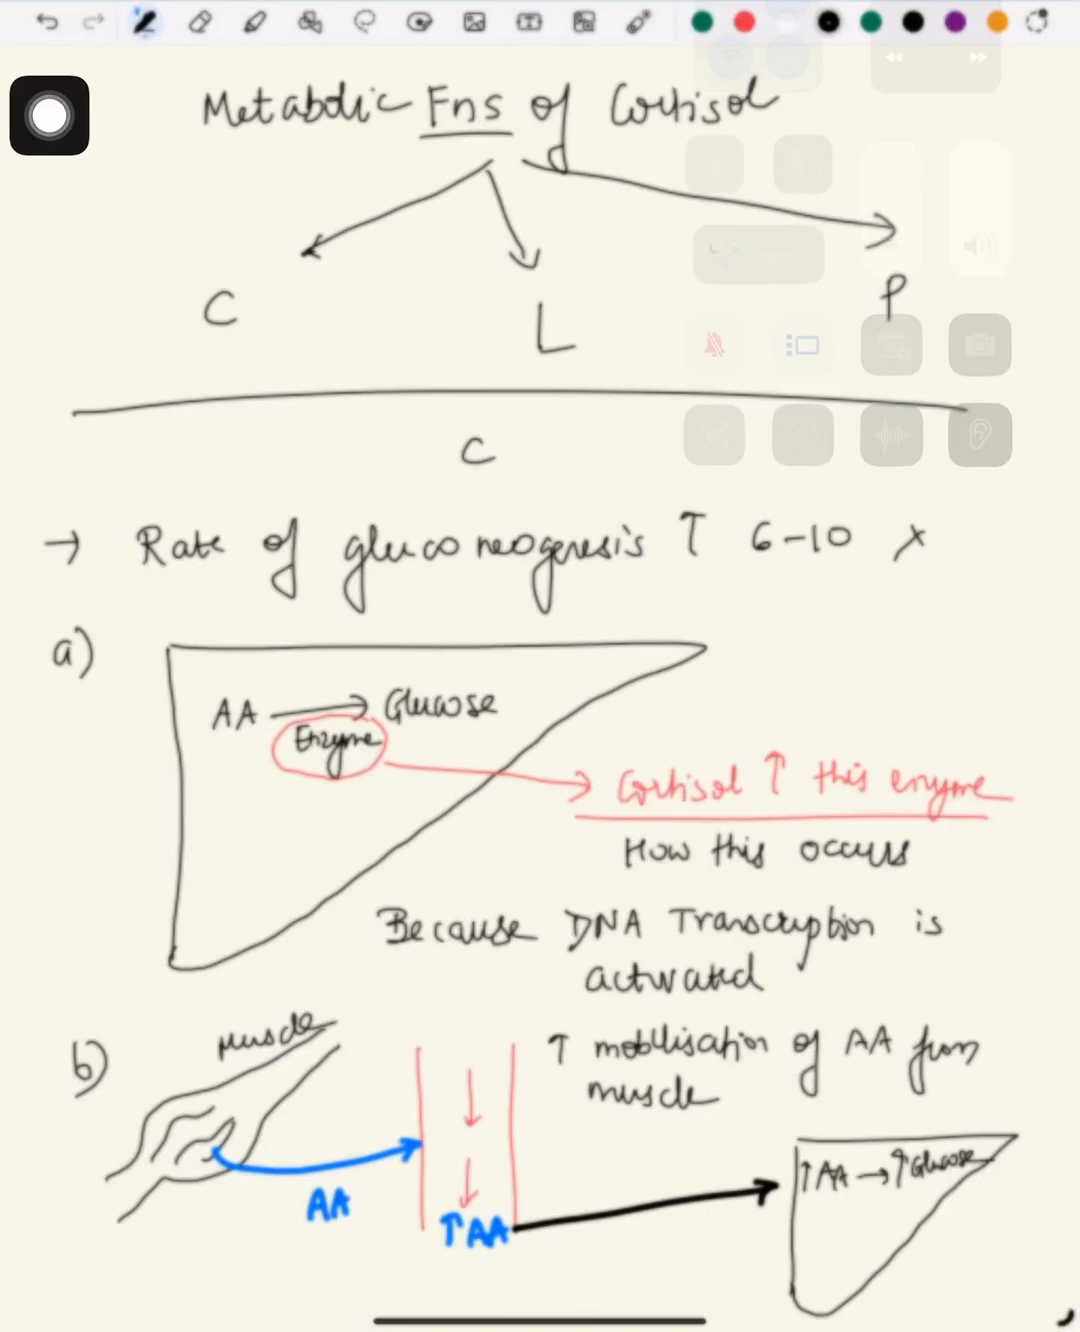 Metabolic Fns of Cortisol
C
L
P
C
→ Rate of gluconeogenesis ↑ 6-10 x
a)
AA → Glucose
Enzyme
→ Cortisol ↑ this enzyme
How this occurs
Because DNA Transcription is
activated
b)
Muscle
↑ mobilisation of AA from
muscle
AA
↑AA
↑AA → ↑Glucose